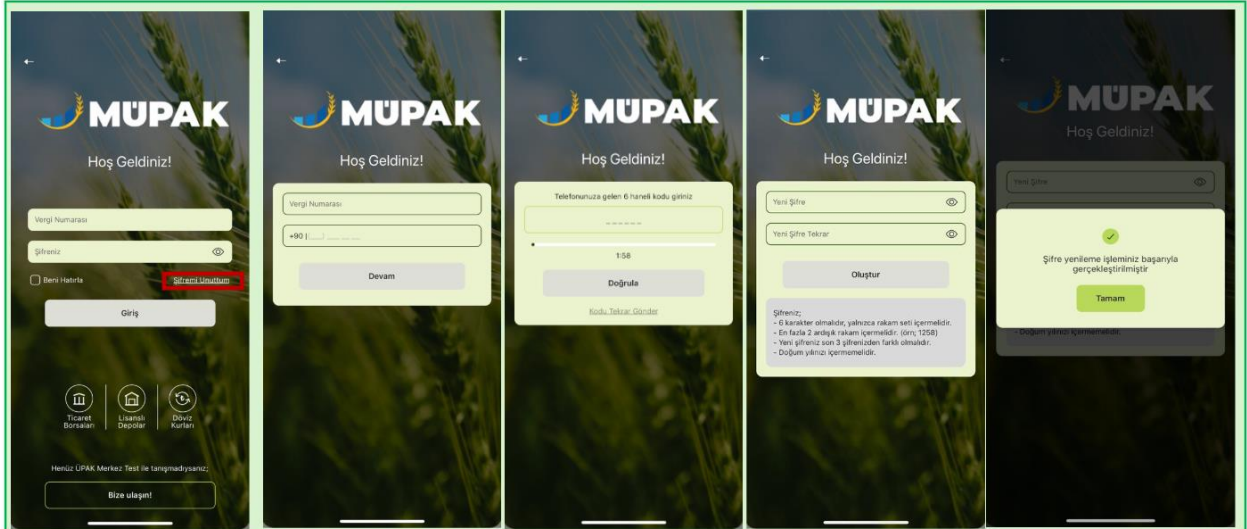 MÜPAK
Hoş Geldiniz!
Vergi Numarası
Şifreniz
Beni Hatırla
Şifremi Unuttum
Giriş
Ticaret
Borsaları
Lisanslı
Depolar
Döviz
Kurları
Henüz ÜPAK Merkez Test ile tanışmadıysanız;
Bize ulaşın!
MÜPAK
Hoş Geldiniz!
Vergi Numarası
+90 (___) ___ __ __
Devam
MÜPAK
Hoş Geldiniz!
Telefonunuza gelen 6 haneli kodu giriniz
_ _ _ _ _ _
1:58
Doğrula
Kodu Tekrar Gönder
MÜPAK
Hoş Geldiniz!
Yeni Şifre
Yeni Şifre Tekrar
Oluştur
Şifreniz;
- 6 karakter olmalıdır, yalnızca rakam seti içermelidir.
- En fazla 2 ardışık rakam içermelidir. (örn; 1258)
- Yeni şifreniz son 3 şifrenizden farklı olmalıdır.
- Doğum yılınızı içermemelidir.
MÜPAK
Hoş Geldiniz!
Yeni Şifre
Şifre yenileme işleminiz başarıyla
gerçekleştirilmiştir
Tamam
- Doğum yılınızı içermemelidir.